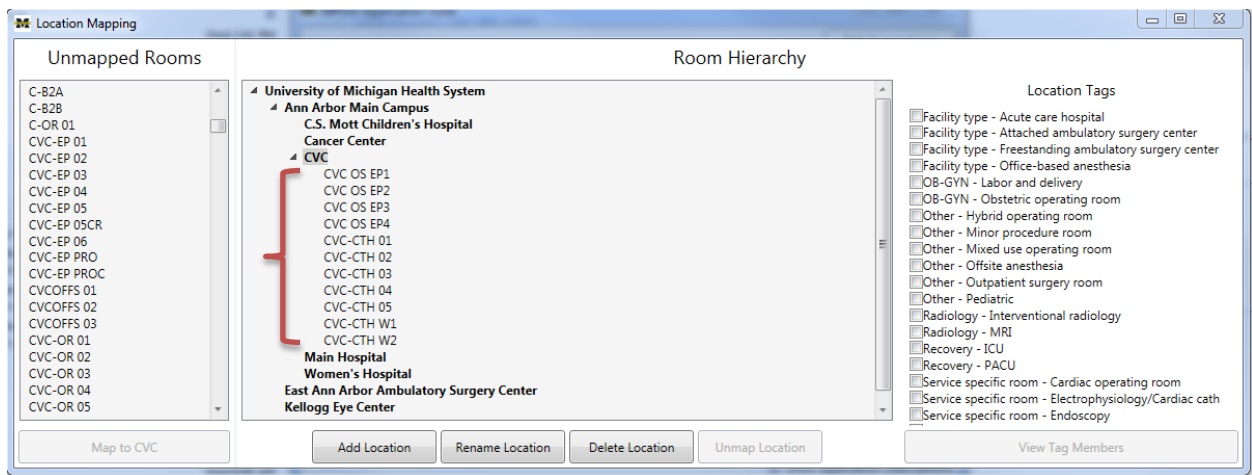 Location Mapping
Unmapped Rooms
C-B2A
C-B2B
C-OR 01
CVC-EP 01
CVC-EP 02
CVC-EP 03
CVC-EP 04
CVC-EP 05
CVC-EP 05CR
CVC-EP 06
CVC-EP PRO
CVC-EP PROC
CVCOFFS 01
CVCOFFS 02
CVCOFFS 03
CVC-OR 01
CVC-OR 02
CVC-OR 03
CVC-OR 04
CVC-OR 05
Map to CVC
Room Hierarchy
University of Michigan Health System
Ann Arbor Main Campus
C.S. Mott Children's Hospital
Cancer Center
CVC
CVC OS EP1
CVC OS EP2
CVC OS EP3
CVC OS EP4
CVC-CTH 01
CVC-CTH 02
CVC-CTH 03
CVC-CTH 04
CVC-CTH 05
CVC-CTH W1
CVC-CTH W2
Main Hospital
Women's Hospital
East Ann Arbor Ambulatory Surgery Center
Kellogg Eye Center
Add Location
Rename Location
Delete Location
Unmap Location
Location Tags
Facility type - Acute care hospital
Facility type - Attached ambulatory surgery center
Facility type - Freestanding ambulatory surgery center
Facility type - Office-based anesthesia
OB-GYN - Labor and delivery
OB-GYN - Obstetric operating room
Other - Hybrid operating room
Other - Minor procedure room
Other - Mixed use operating room
Other - Offsite anesthesia
Other - Outpatient surgery room
Other - Pediatric
Radiology - Interventional radiology
Radiology - MRI
Recovery - ICU
Recovery - PACU
Service specific room - Cardiac operating room
Service specific room - Electrophysiology/Cardiac cath
Service specific room - Endoscopy
View Tag Members